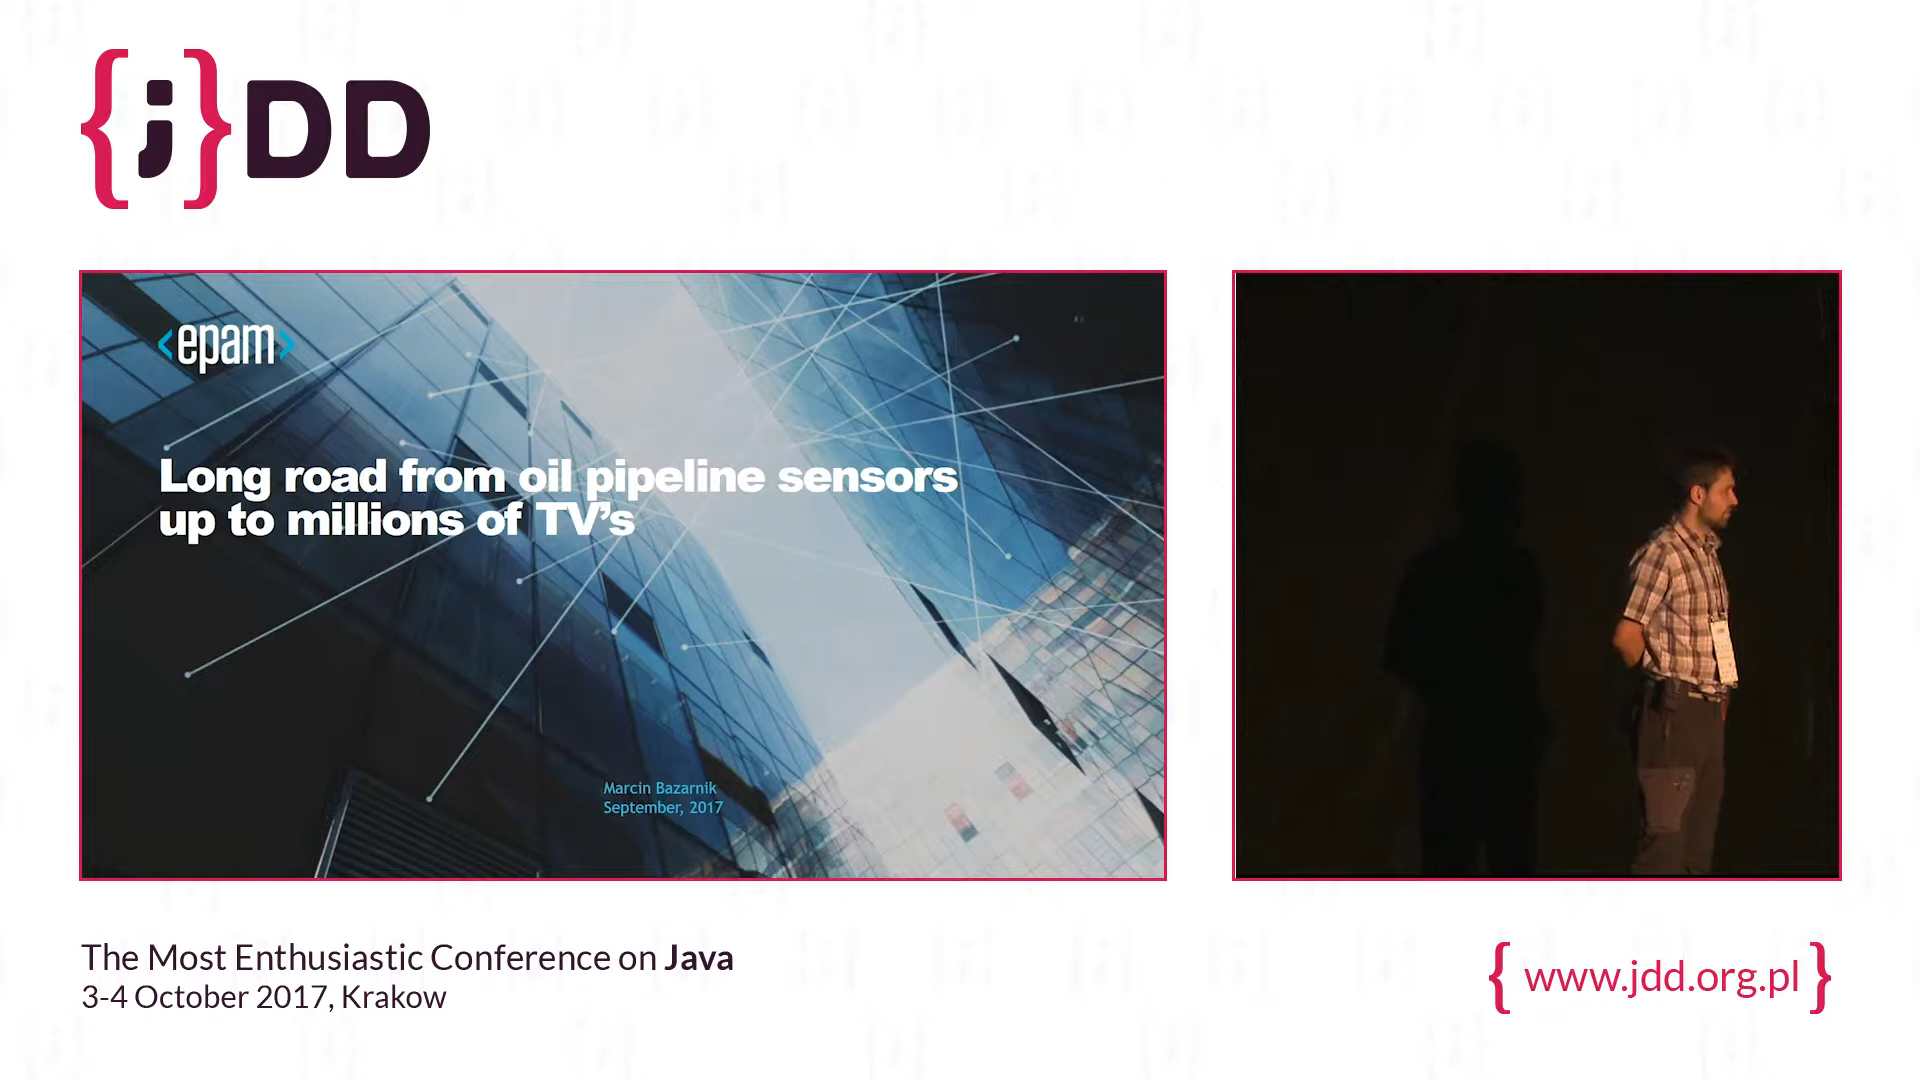 {;}DD
<epam>
Long road from oil pipeline sensors
up to millions of TV’s
Marcin Bazarnik
September, 2017
The Most Enthusiastic Conference on Java
3-4 October 2017, Krakow
{ www.jdd.org.pl }